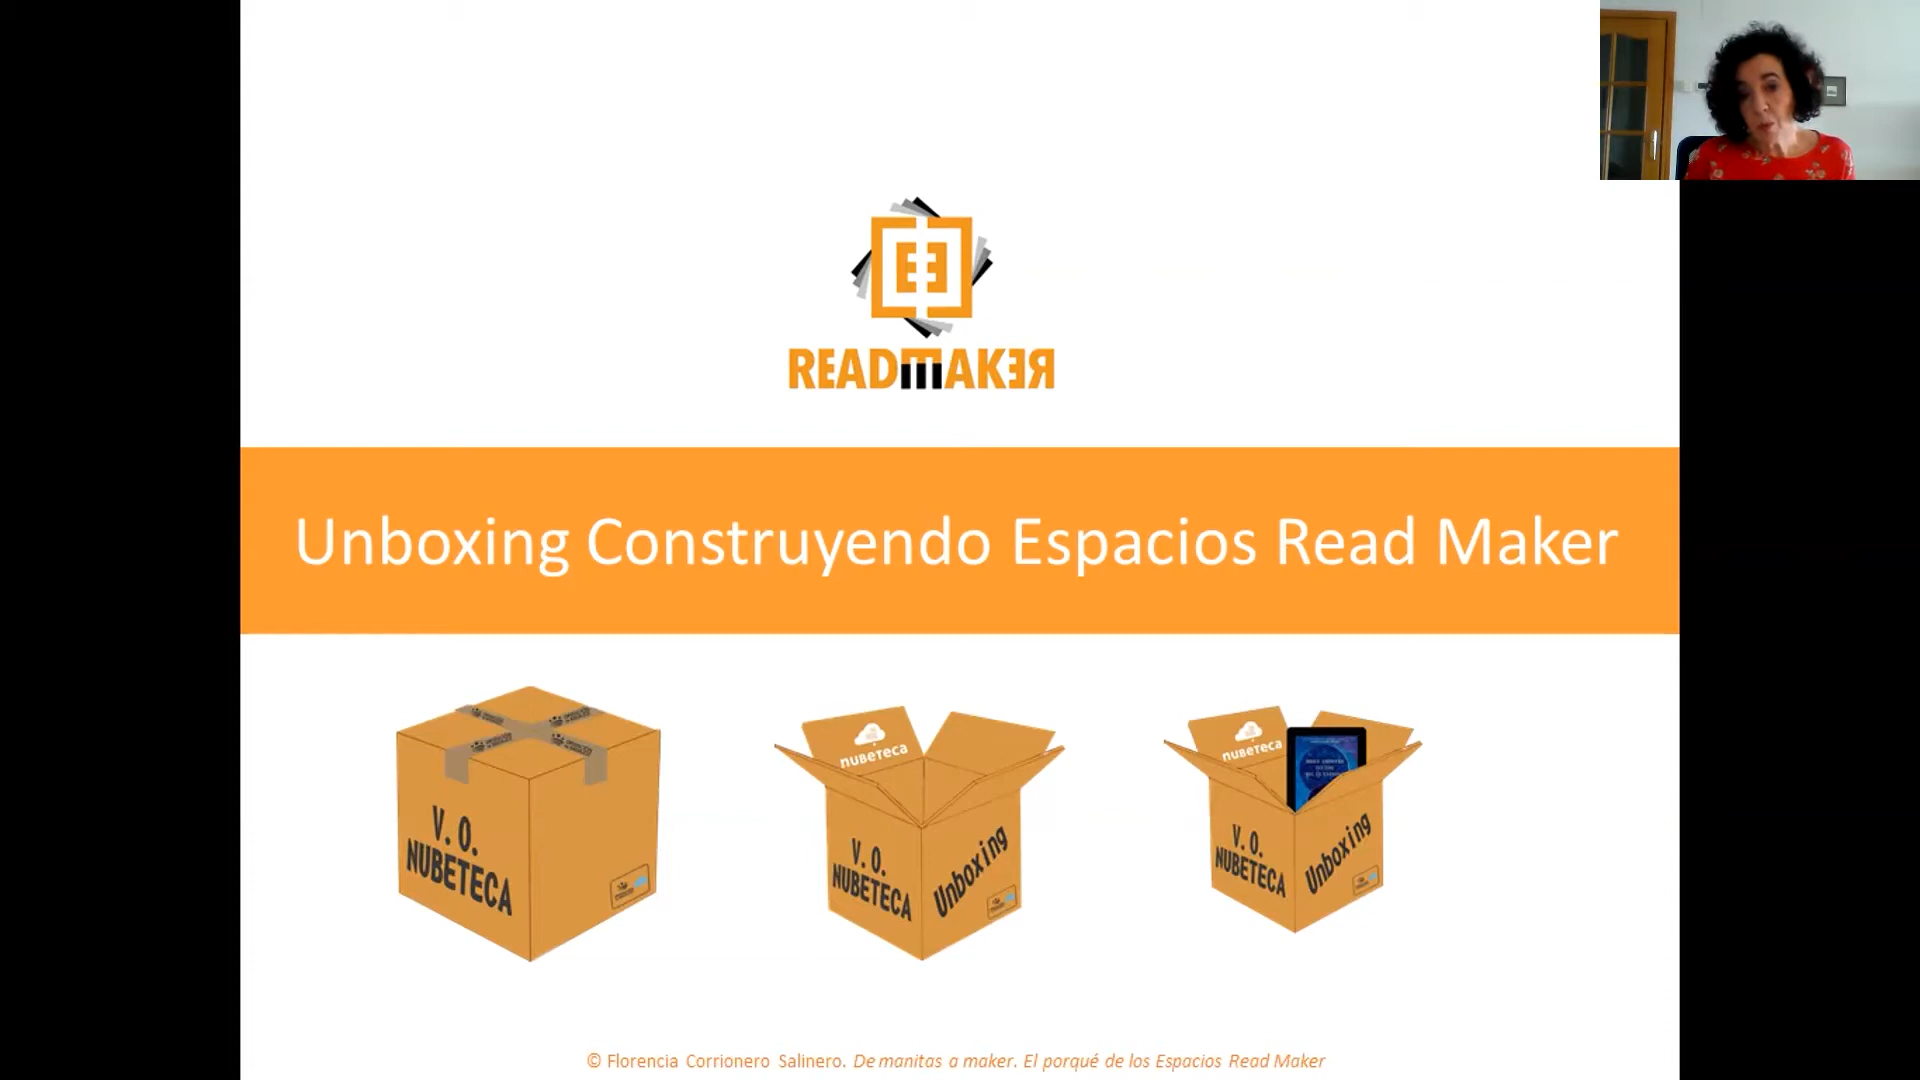 READMAKER
Unboxing Construyendo Espacios Read Maker
V. O.
NUBETECA
nubeteca
V. O.
NUBETECA
Unboxing
nubeteca
V. O.
NUBETECA
Unboxing
© Florencia Corrionero Salinero. De manitas a maker. El porqué de los Espacios Read Maker